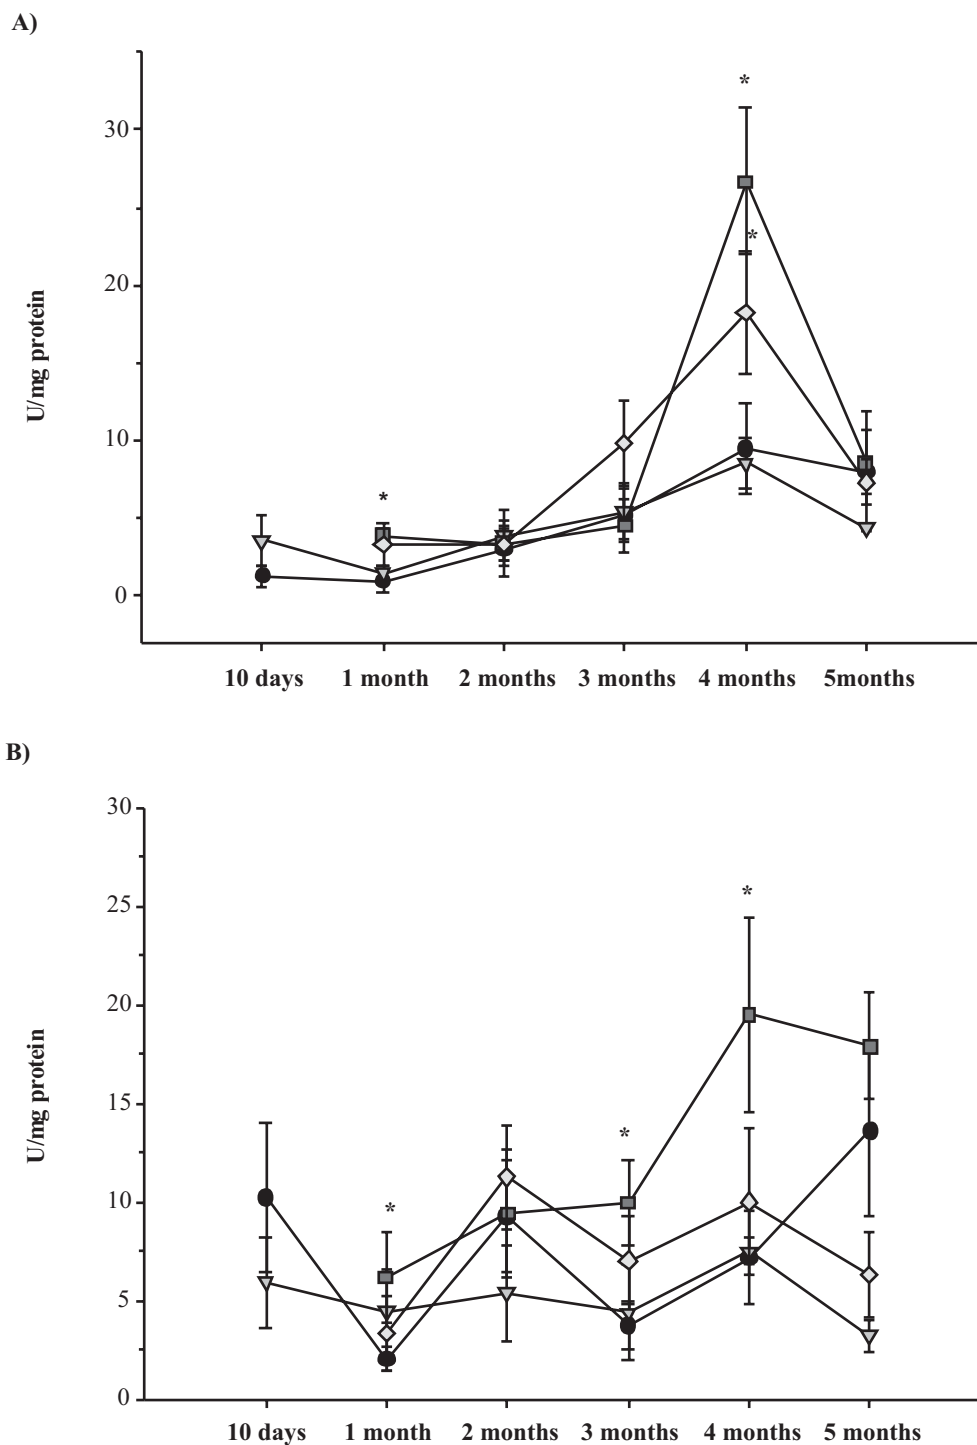 A)
*
30
*
20
U/mg protein
10
*
0
10 days 1 month 2 months 3 months 4 months 5months
B)
30
*
25
20
U/mg protein
15
*
*
10
5
0
10 days 1 month 2 months 3 months 4 months 5 months